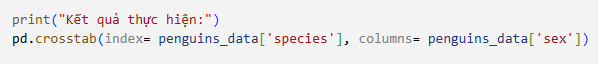 print("Kết quả thực hiện:")
pd.crosstab(index= penguins_data['species'], columns= penguins_data['sex'])